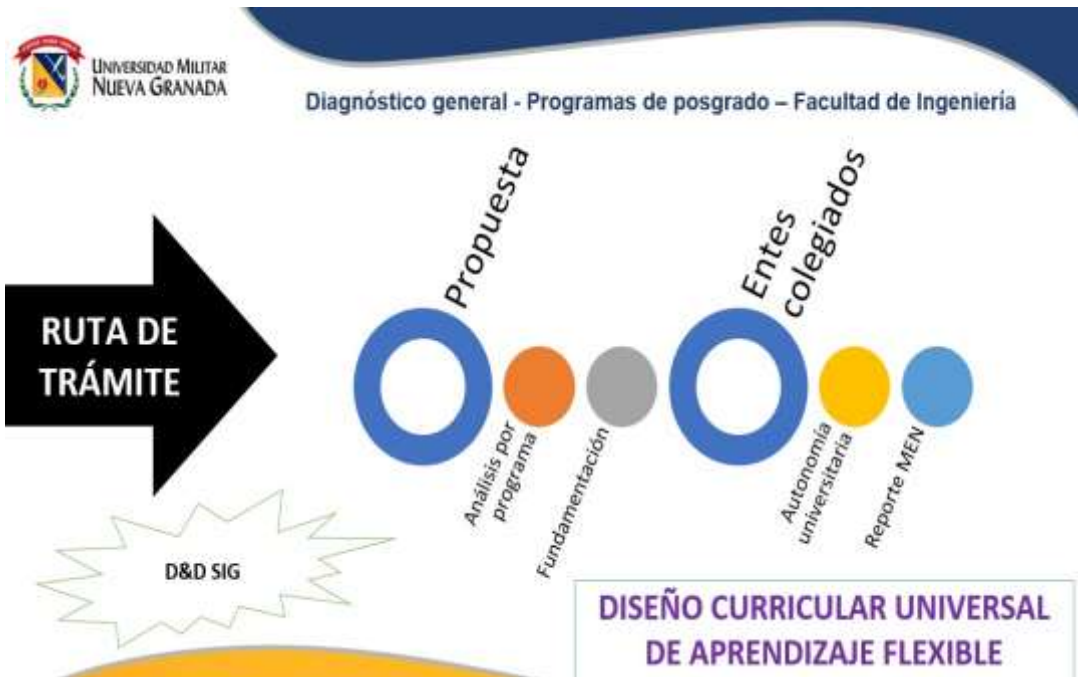 UNIVERSIDAD MILITAR
NUEVA GRANADA
Diagnóstico general - Programas de posgrado – Facultad de Ingeniería
RUTA DE
TRÁMITE
Propuesta
Análisis por
programa
Fundamentación
Entes
colegiados
Autonomía
universitaria
Reporte MEN
D&D SIG
DISEÑO CURRICULAR UNIVERSAL
DE APRENDIZAJE FLEXIBLE